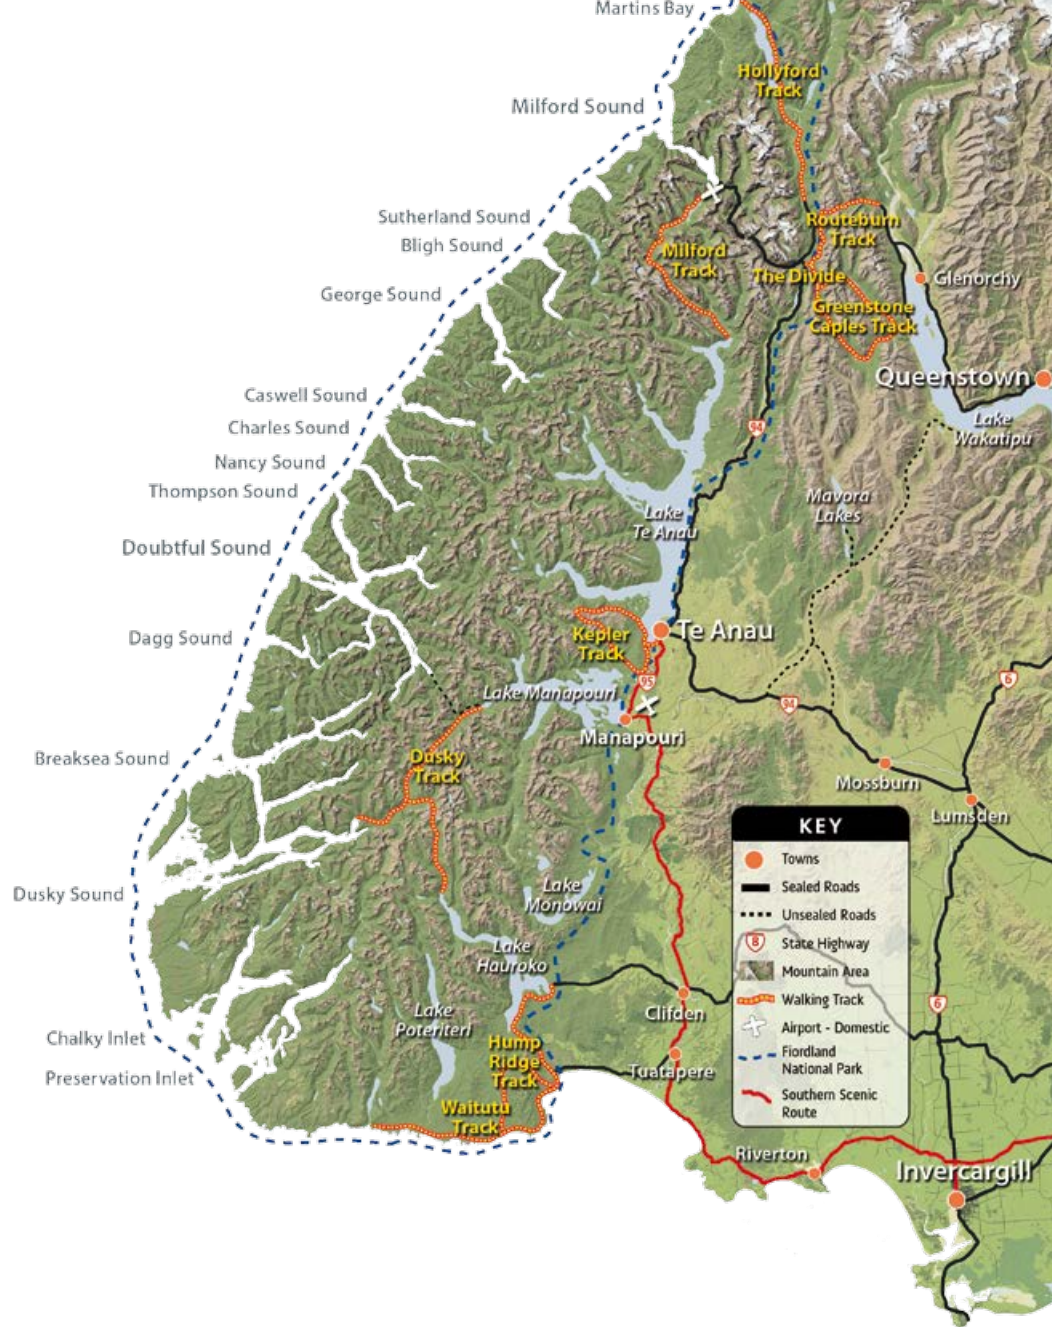 Martins Bay
Hollyford
Track
Milford Sound
Sutherland Sound
Bligh Sound
Routeburn
Track
Milford
Track
The Divide
Glenorchy
George Sound
Greenstone
Caples Track
Queenstown
Caswell Sound
Charles Sound
94
Lake
Wakatipu
Nancy Sound
Thompson Sound
Mavora
Lakes
Lake
Te Anau
Doubtful Sound
Dagg Sound
Kepler
Track
Te Anau
95
6
Lake Manapouri
94
Manapouri
Breaksea Sound
Dusky
Track
Mossburn
Lumsden
KEY
Towns
Sealed Roads
Unsealed Roads
8
State Highway
Mountain Area
Walking Track
Airport - Domestic
Fiordland
National Park
Southern Scenic
Route
Dusky Sound
Lake
Monowai
Lake
Hauroko
6
Clifden
Lake
Poteriteri
Chalky Inlet
Hump
Ridge
Track
Preservation Inlet
Tuatapere
Waitutu
Track
Riverton
Invercargill